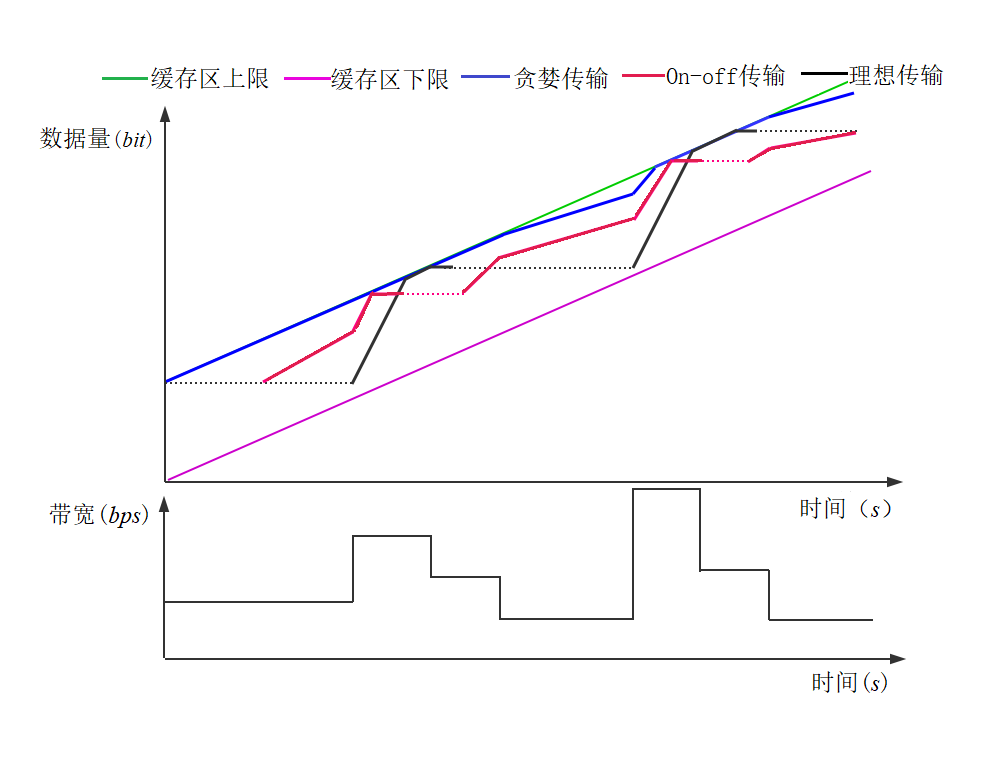 缓存区上限 缓存区下限 贪婪传输 On-off传输 理想传输
数据量(bit)
带宽(bps)
时间（s）
时间(s)